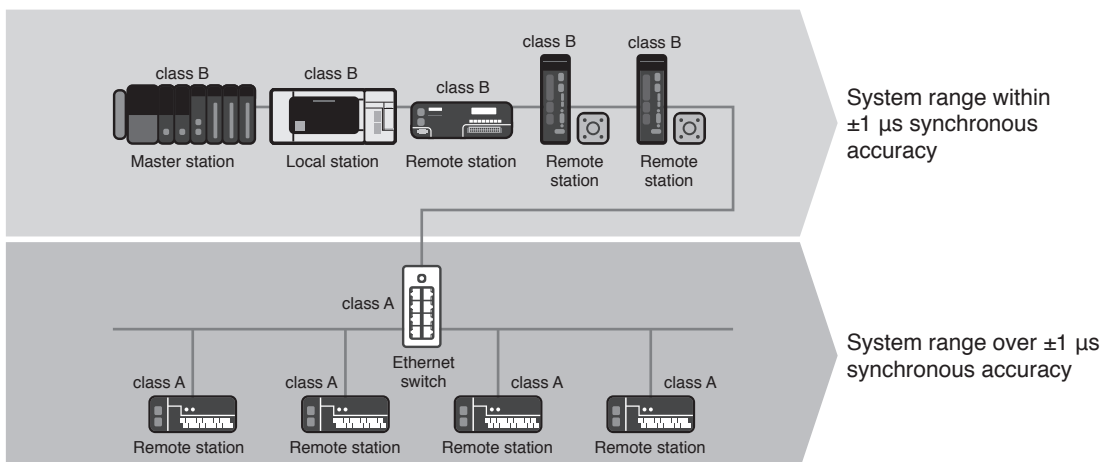 class B
class B
class B
class B
class B
Master station
Local station
Remote station
Remote
station
Remote
station
System range within
±1 µs synchronous
accuracy
class A
Ethernet
switch
class A
class A
class A
class A
Remote station
Remote station
Remote station
Remote station
System range over ±1 µs
synchronous accuracy